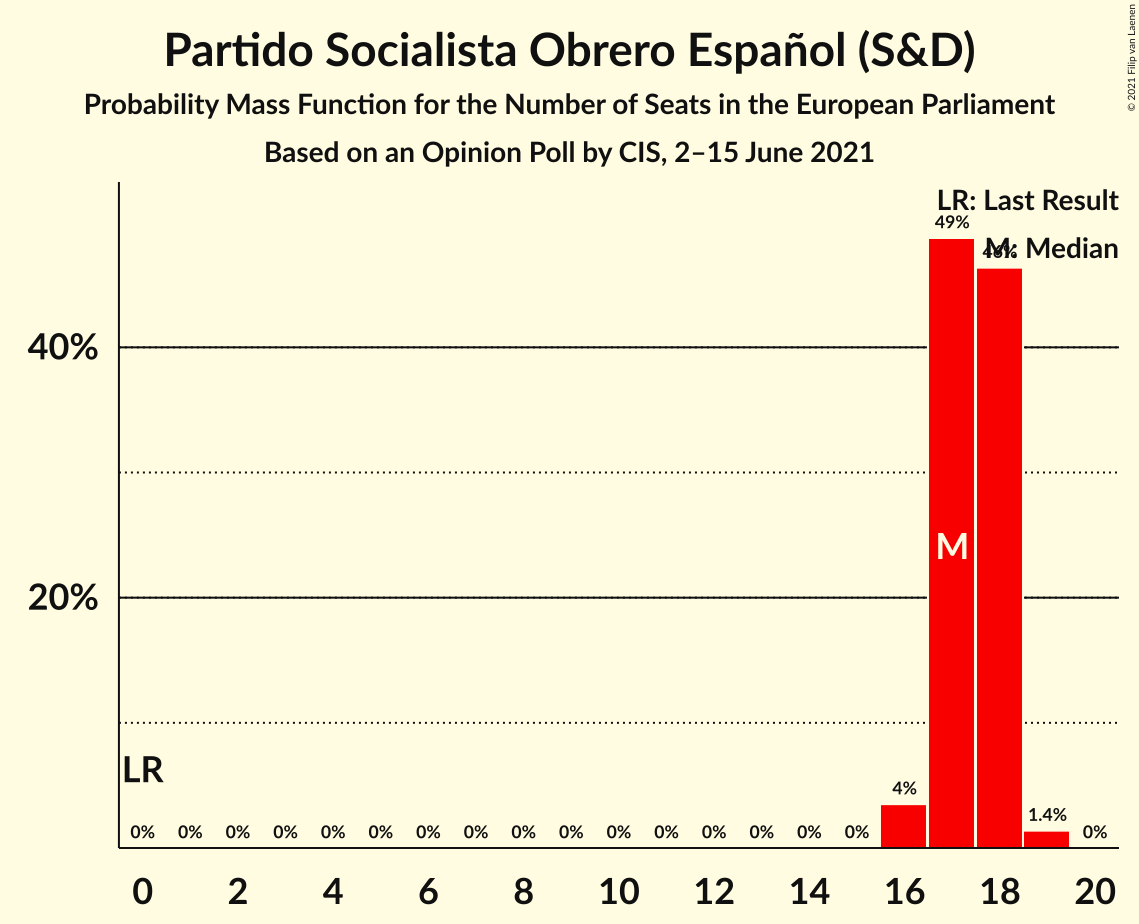 Partido Socialista Obrero Español (S&D)
Probability Mass Function for the Number of Seats in the European Parliament
Based on an Opinion Poll by CIS, 2–15 June 2021
© 2021 Filip van Laenen
LR: Last Result
M: Median
49%
46%
40%
20%
M
LR
0% 0% 0% 0% 0% 0% 0% 0% 0% 0% 0% 0% 0% 0% 0% 0% 4% 1.4% 0%
0 2 4 6 8 10 12 14 16 18 20